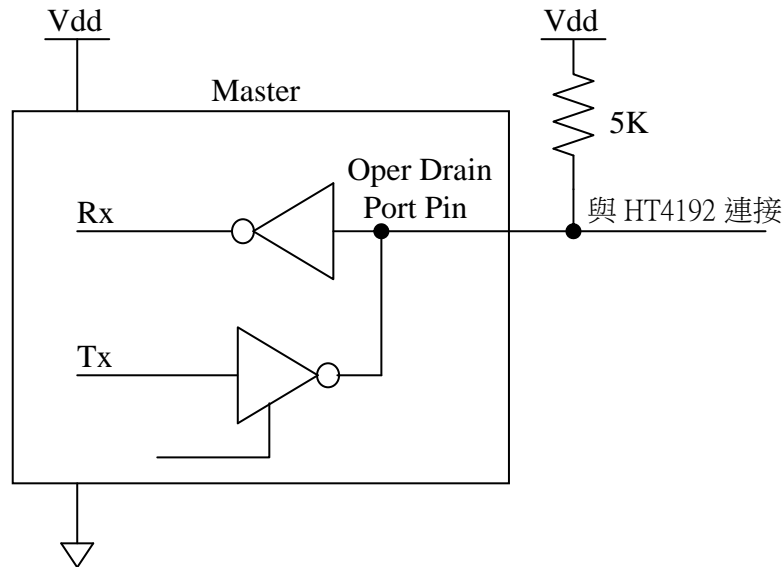 Vdd
Vdd
Master
5K
Oper Drain
Port Pin
Rx
與 HT4192 連接
Tx